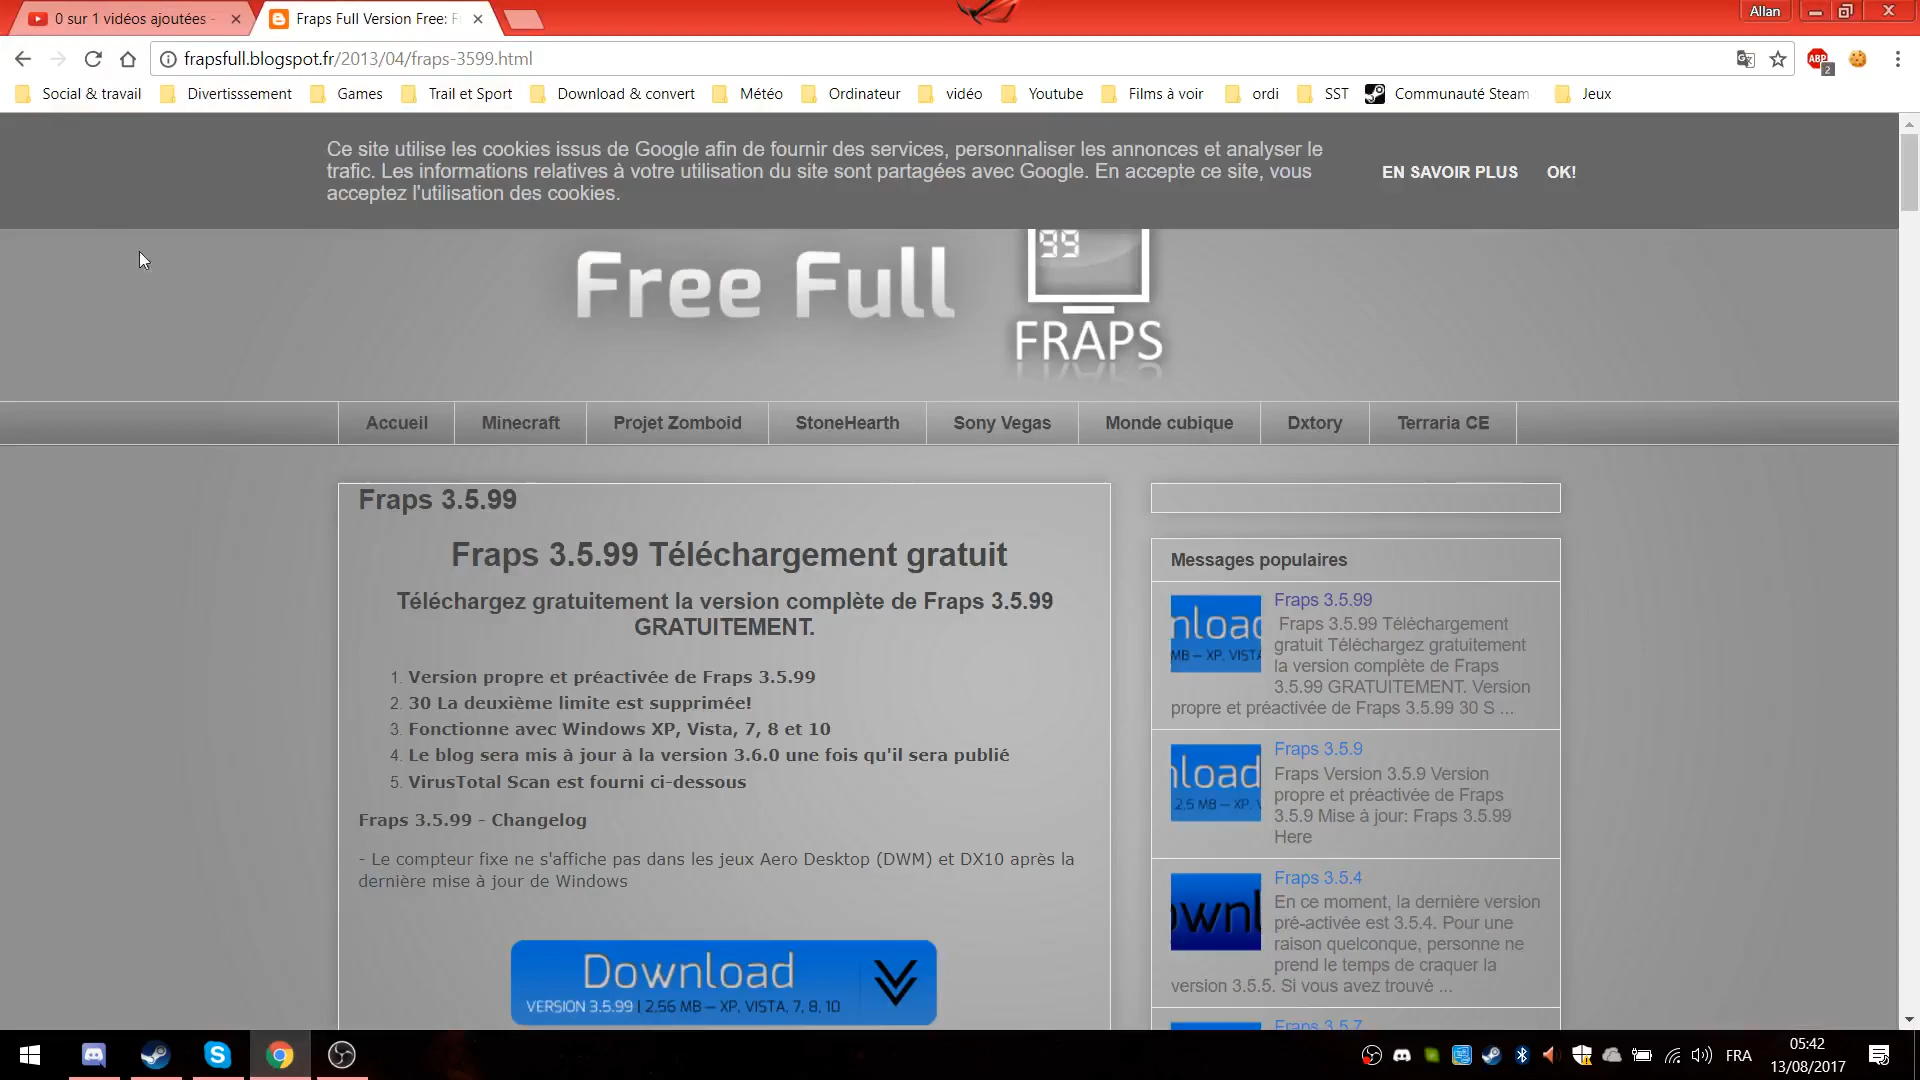 0 sur 1 vidéos ajoutées -
Fraps Full Version Free: F
Allan
frapsfull.blogspot.fr/2013/04/fraps-3599.html
ABP
2
Social & travail
Divertisssement
Games
Trail et Sport
Download & convert
Météo
Ordinateur
vidéo
Youtube
Films à voir
ordi
SST
Communauté Steam
Jeux
Ce site utilise les cookies issus de Google afin de fournir des services, personnaliser les annonces et analyser le
trafic. Les informations relatives à votre utilisation du site sont partagées avec Google. En accepte ce site, vous
acceptez l'utilisation des cookies.
EN SAVOIR PLUS
OK!
Free Full
99
FRAPS
Accueil
Minecraft
Projet Zomboid
StoneHearth
Sony Vegas
Monde cubique
Dxtory
Terraria CE
Fraps 3.5.99
Fraps 3.5.99 Téléchargement gratuit
Téléchargez gratuitement la version complète de Fraps 3.5.99
GRATUITEMENT.
1. Version propre et préactivée de Fraps 3.5.99
2. 30 La deuxième limite est supprimée!
3. Fonctionne avec Windows XP, Vista, 7, 8 et 10
4. Le blog sera mis à jour à la version 3.6.0 une fois qu'il sera publié
5. VirusTotal Scan est fourni ci-dessous
Fraps 3.5.99 - Changelog
- Le compteur fixe ne s'affiche pas dans les jeux Aero Desktop (DWM) et DX10 après la
dernière mise à jour de Windows
Download
VERSION 3.5.99 | 2,56 MB – XP, VISTA, 7, 8, 10
Messages populaires
nload
MB – XP, VISTA
Fraps 3.5.99
Fraps 3.5.99 Téléchargement
gratuit Téléchargez gratuitement
la version complète de Fraps
3.5.99 GRATUITEMENT. Version
propre et préactivée de Fraps 3.5.99 30 S ...
nload
2,5 MB – XP, V
Fraps 3.5.9
Fraps Version 3.5.9 Version
propre et préactivée de Fraps
3.5.9 Mise à jour: Fraps 3.5.99
Here
ownl
Fraps 3.5.4
En ce moment, la dernière version
pré-activée est 3.5.4. Pour une
raison quelconque, personne ne
prend le temps de craquer la
version 3.5.5. Si vous avez trouvé ...
Fraps 3.5.7
FRA
05:42
13/08/2017